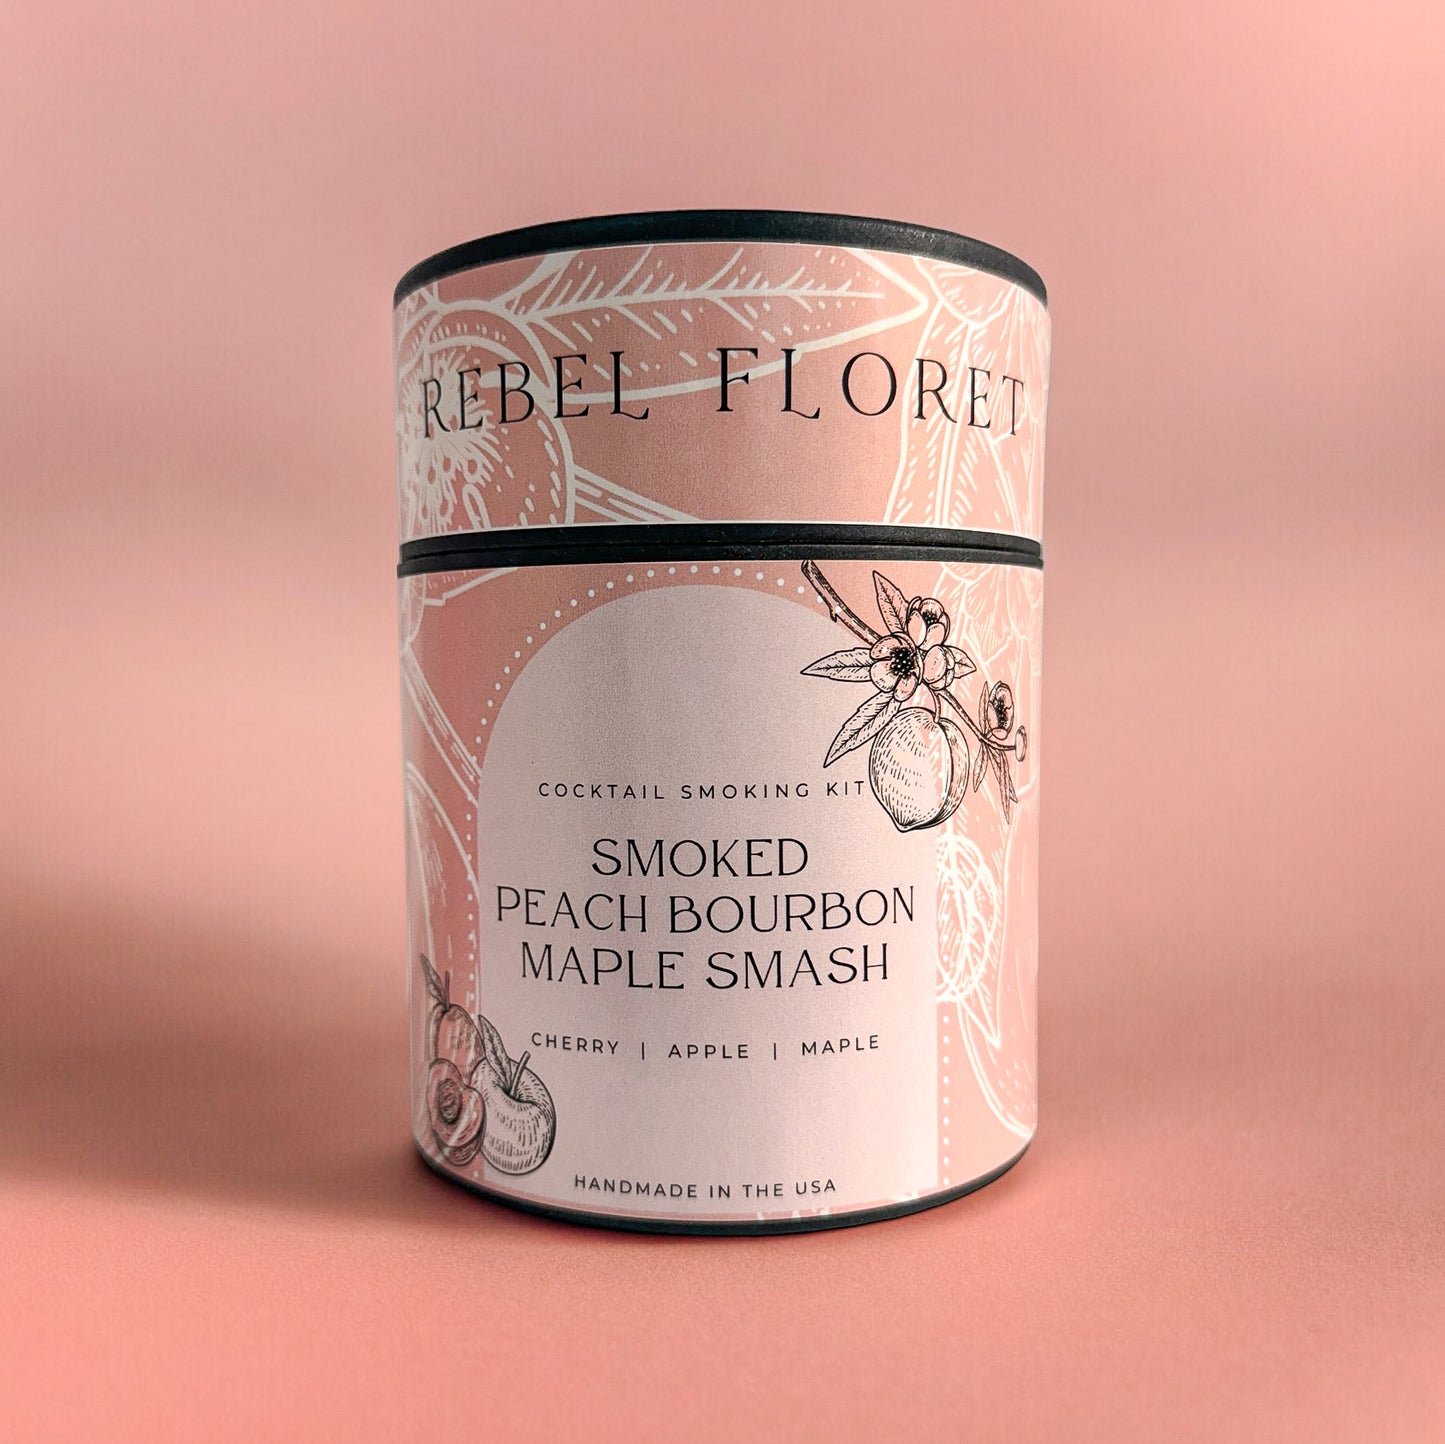 REBEL FLORET
COCKTAIL SMOKING KIT
SMOKED
PEACH BOURBON
MAPLE SMASH
CHERRY | APPLE | MAPLE
HANDMADE IN THE USA